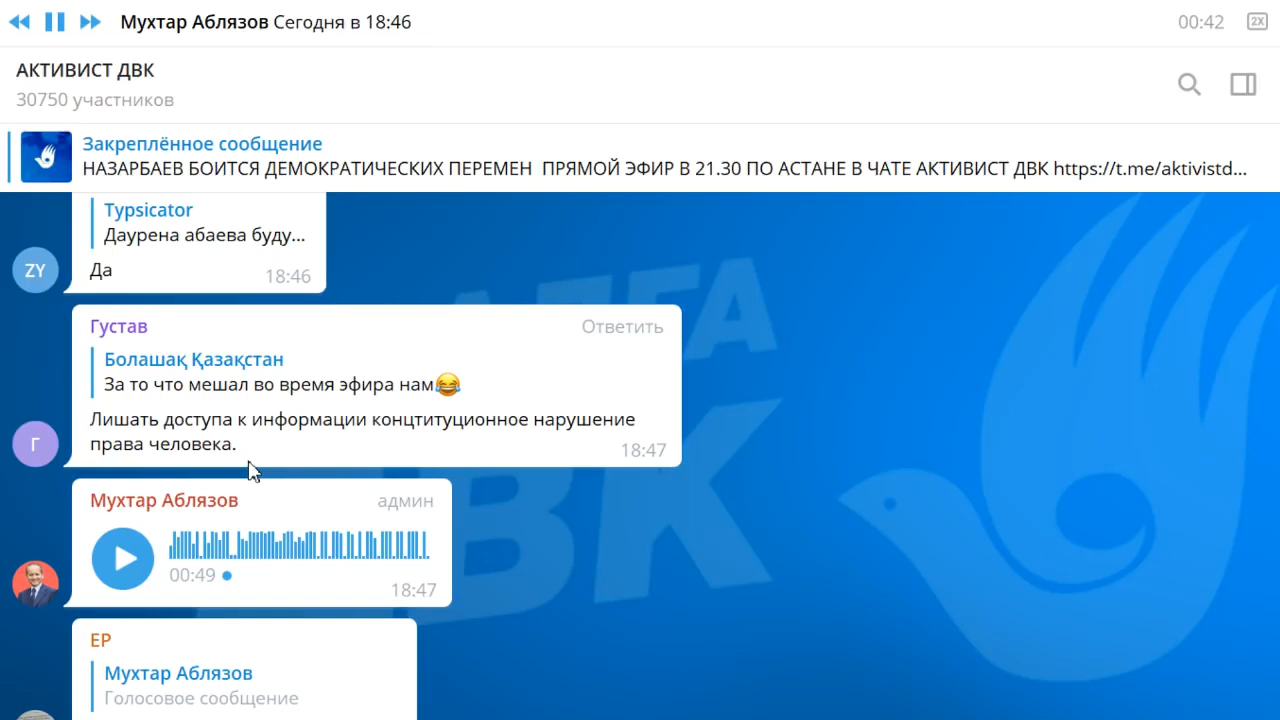 Мухтар Аблязов Сегодня в 18:46
00:42
2X
АКТИВИСТ ДВК
30750 участников
Закреплённое сообщение
НАЗАРБАЕВ БОИТСЯ ДЕМОКРАТИЧЕСКИХ ПЕРЕМЕН ПРЯМОЙ ЭФИР В 21.30 ПО АСТАНЕ В ЧАТЕ АКТИВИСТ ДВК https://t.me/aktivistd...
Typsicator
Даурена абаева буду...
ZY
Да
18:46
Густав
Ответить
Болашақ Қазақстан
За то что мешал во время эфира нам😂
Лишать доступа к информации концтитуционное нарушение
права человека.
18:47
Г
Мухтар Аблязов
админ
00:49
18:47
ЕР
Мухтар Аблязов
Голосовое сообщение
АЛҒА
ДВК